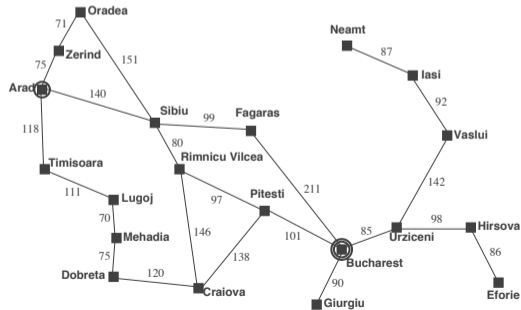 Oradea
71
Neamt
Zerind
87
75
151
Iasi
Arad
140
92
Sibiu
Fagaras
99
118
Vaslui
80
Timisoara
Rimnicu Vilcea
111
142
211
Lugoj
97
Pitesti
70
98
Hirsova
146
85
Mehadia
101
Urziceni
138
86
75
Bucharest
120
Dobreta
90
Craiova
Giurgiu
Eforie